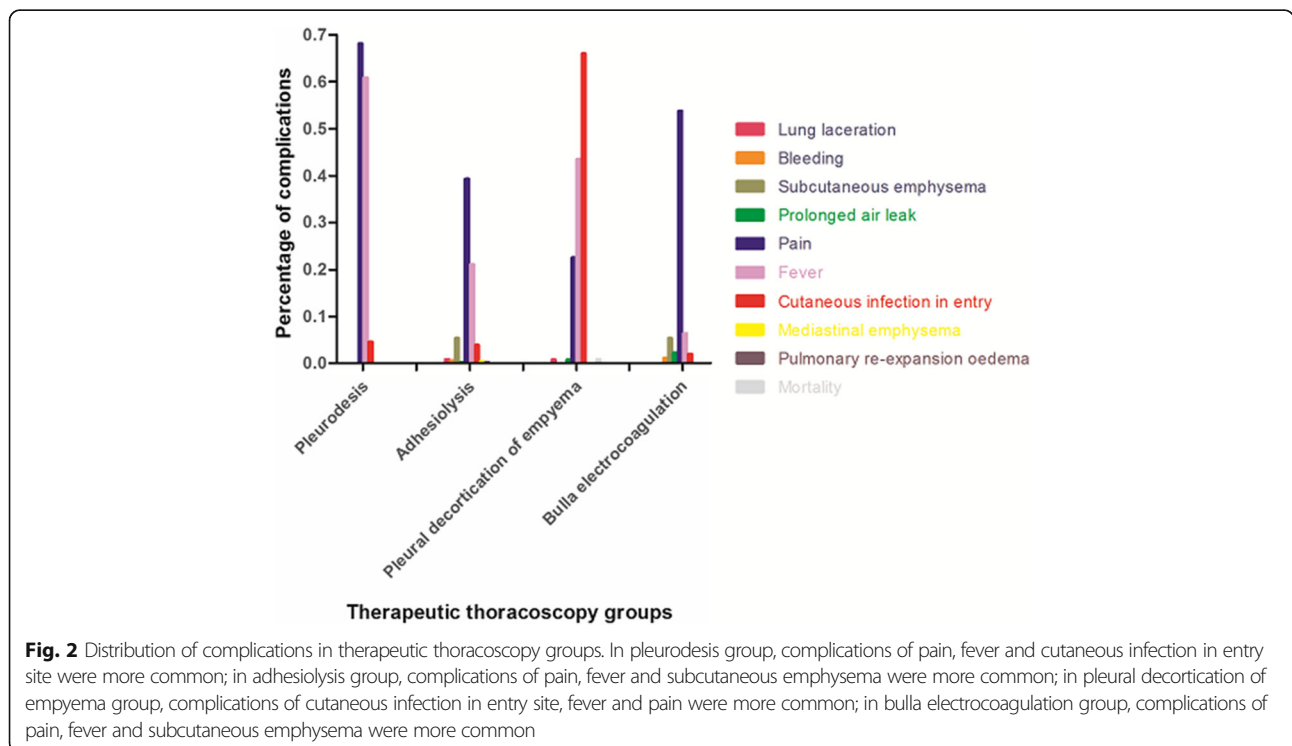 0.7
0.6
0.5
0.4
0.3
0.2
0.1
0.0
Percentage of complications
Pleurodesis
Adhesiolysis
Pleural decortication of empyema
Bulla electrocoagulation
Therapeutic thoracoscopy groups
Lung laceration
Bleeding
Subcutaneous emphysema
Prolonged air leak
Pain
Fever
Cutaneous infection in entry
Mediastinal emphysema
Pulmonary re-expansion oedema
Mortality
Fig. 2 Distribution of complications in therapeutic thoracoscopy groups. In pleurodesis group, complications of pain, fever and cutaneous infection in entry
site were more common; in adhesiolysis group, complications of pain, fever and subcutaneous emphysema were more common; in pleural decortication of
empyema group, complications of cutaneous infection in entry site, fever and pain were more common; in bulla electrocoagulation group, complications of
pain, fever and subcutaneous emphysema were more common